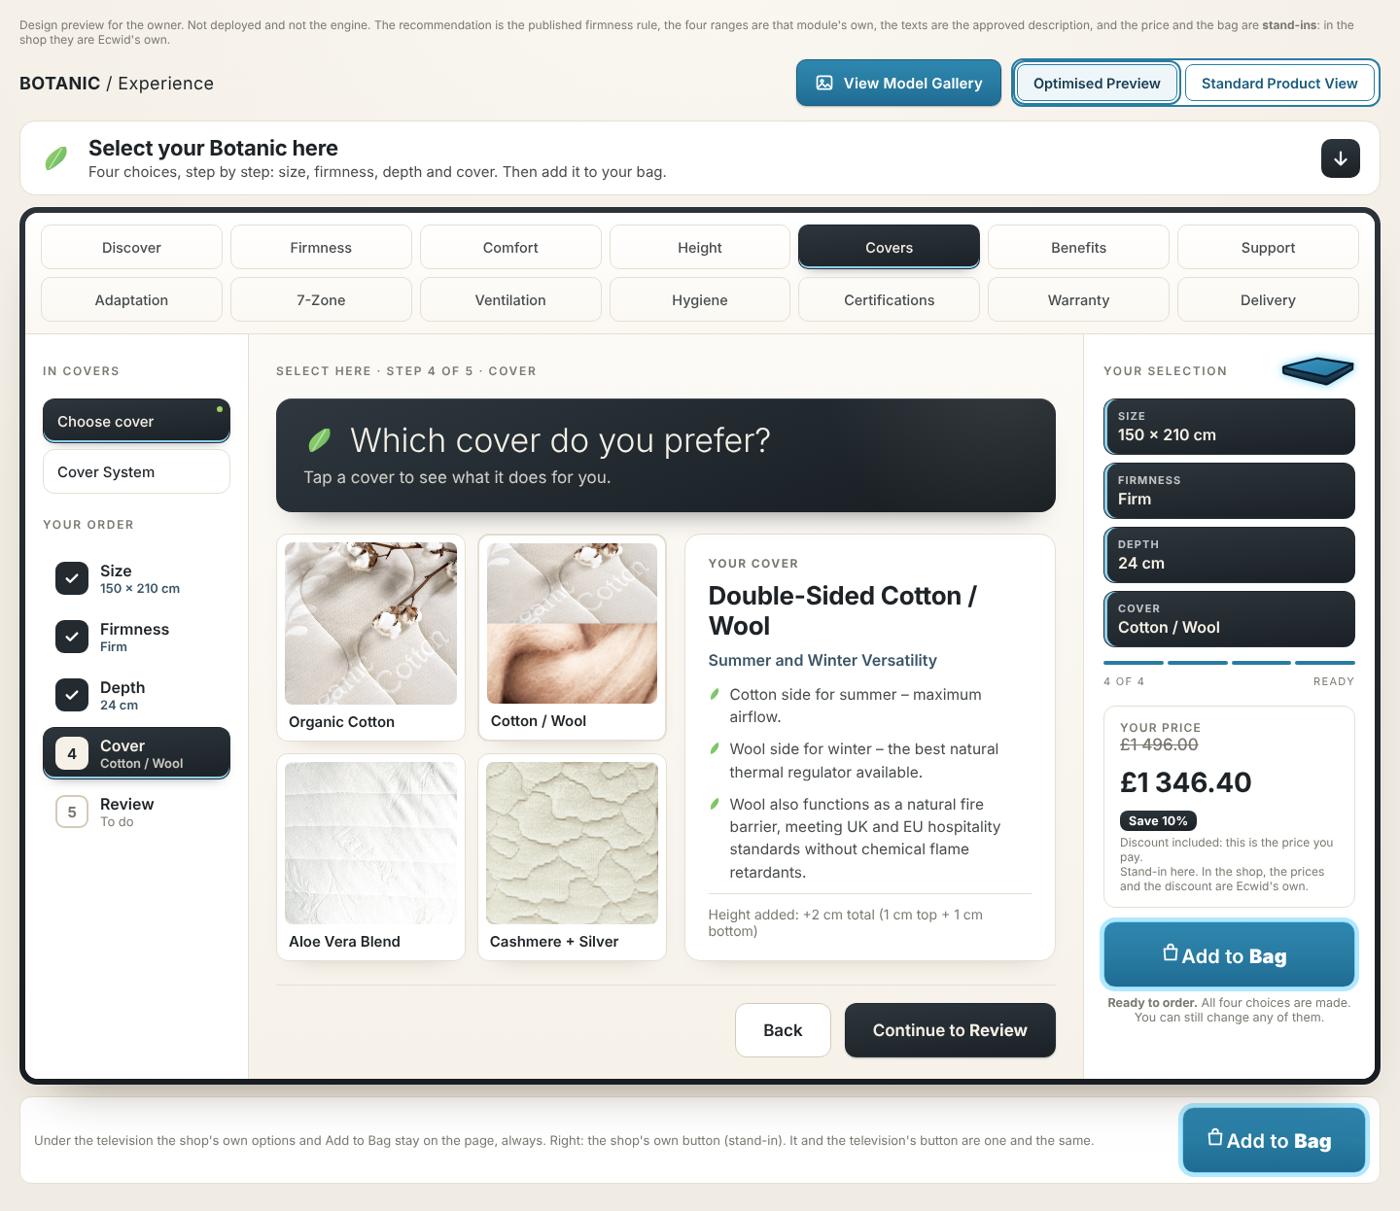 Design preview for the owner. Not deployed and not the engine. The recommendation is the published firmness rule, the four ranges are that module's own, the texts are the approved description, and the price and the bag are stand-ins: in the
shop they are Ecwid's own.
BOTANIC / Experience
View Model Gallery
Optimised Preview
Standard Product View
Select your Botanic here
Four choices, step by step: size, firmness, depth and cover. Then add it to your bag.
Discover
Firmness
Comfort
Height
Covers
Benefits
Support
Adaptation
7-Zone
Ventilation
Hygiene
Certifications
Warranty
Delivery
IN COVERS
Choose cover
Cover System
YOUR ORDER
Size
150 × 210 cm
Firmness
Firm
Depth
24 cm
4
Cover
Cotton / Wool
5
Review
To do
SELECT HERE · STEP 4 OF 5 · COVER
Which cover do you prefer?
Tap a cover to see what it does for you.
Organic Cotton
Cotton / Wool
Aloe Vera Blend
Cashmere + Silver
YOUR COVER
Double-Sided Cotton /
Wool
Summer and Winter Versatility
Cotton side for summer – maximum
airflow.
Wool side for winter – the best natural
thermal regulator available.
Wool also functions as a natural fire
barrier, meeting UK and EU hospitality
standards without chemical flame
retardants.
Height added: +2 cm total (1 cm top + 1 cm
bottom)
Back
Continue to Review
YOUR SELECTION
SIZE
150 × 210 cm
FIRMNESS
Firm
DEPTH
24 cm
COVER
Cotton / Wool
4 OF 4
READY
YOUR PRICE
£1 496.00
£1 346.40
Save 10%
Discount included: this is the price you
pay.
Stand-in here. In the shop, the prices
and the discount are Ecwid's own.
Add to Bag
Ready to order. All four choices are made.
You can still change any of them.
Under the television the shop's own options and Add to Bag stay on the page, always. Right: the shop's own button (stand-in). It and the television's button are one and the same.
Add to Bag